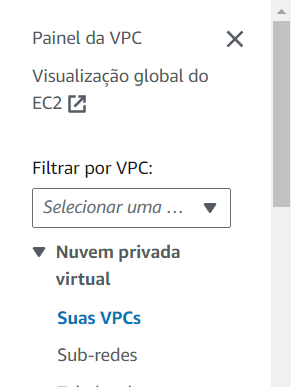 Painel da VPC
Visualização global do
EC2
Filtrar por VPC:
Selecionar uma ...
Nuvem privada
virtual
Suas VPCs
Sub-redes